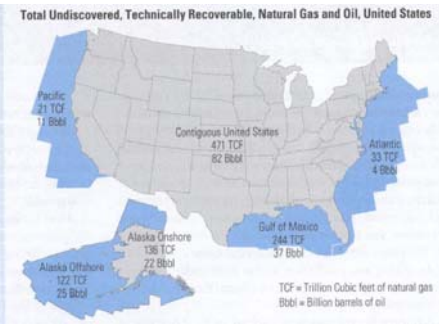 Total Undiscovered, Technically Recoverable, Natural Gas and Oil, United States
Pacific
21 TCF
11 Bbbl
Contiguous United States
471 TCF
82 Bbbl
Atlantic
33 TCF
4 Bbbl
Gulf of Mexico
244 TCF
37 Bbbl
Alaska Onshore
136 TCF
22 Bbbl
Alaska Offshore
122 TCF
25 Bbbl
TCF = Trillion Cubic feet of natural gas
Bbbl = Billion barrels of oil